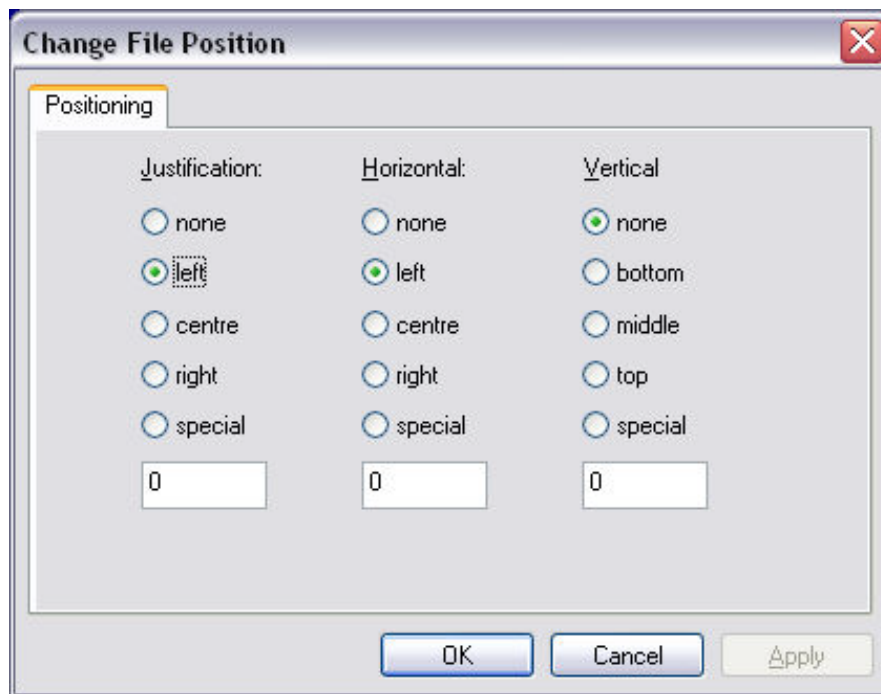 Change File Position
Positioning
Justification: Horizontal: Vertical
none none none
left left bottom
centre centre middle
right right top
special special special
0 0 0
OK Cancel Apply